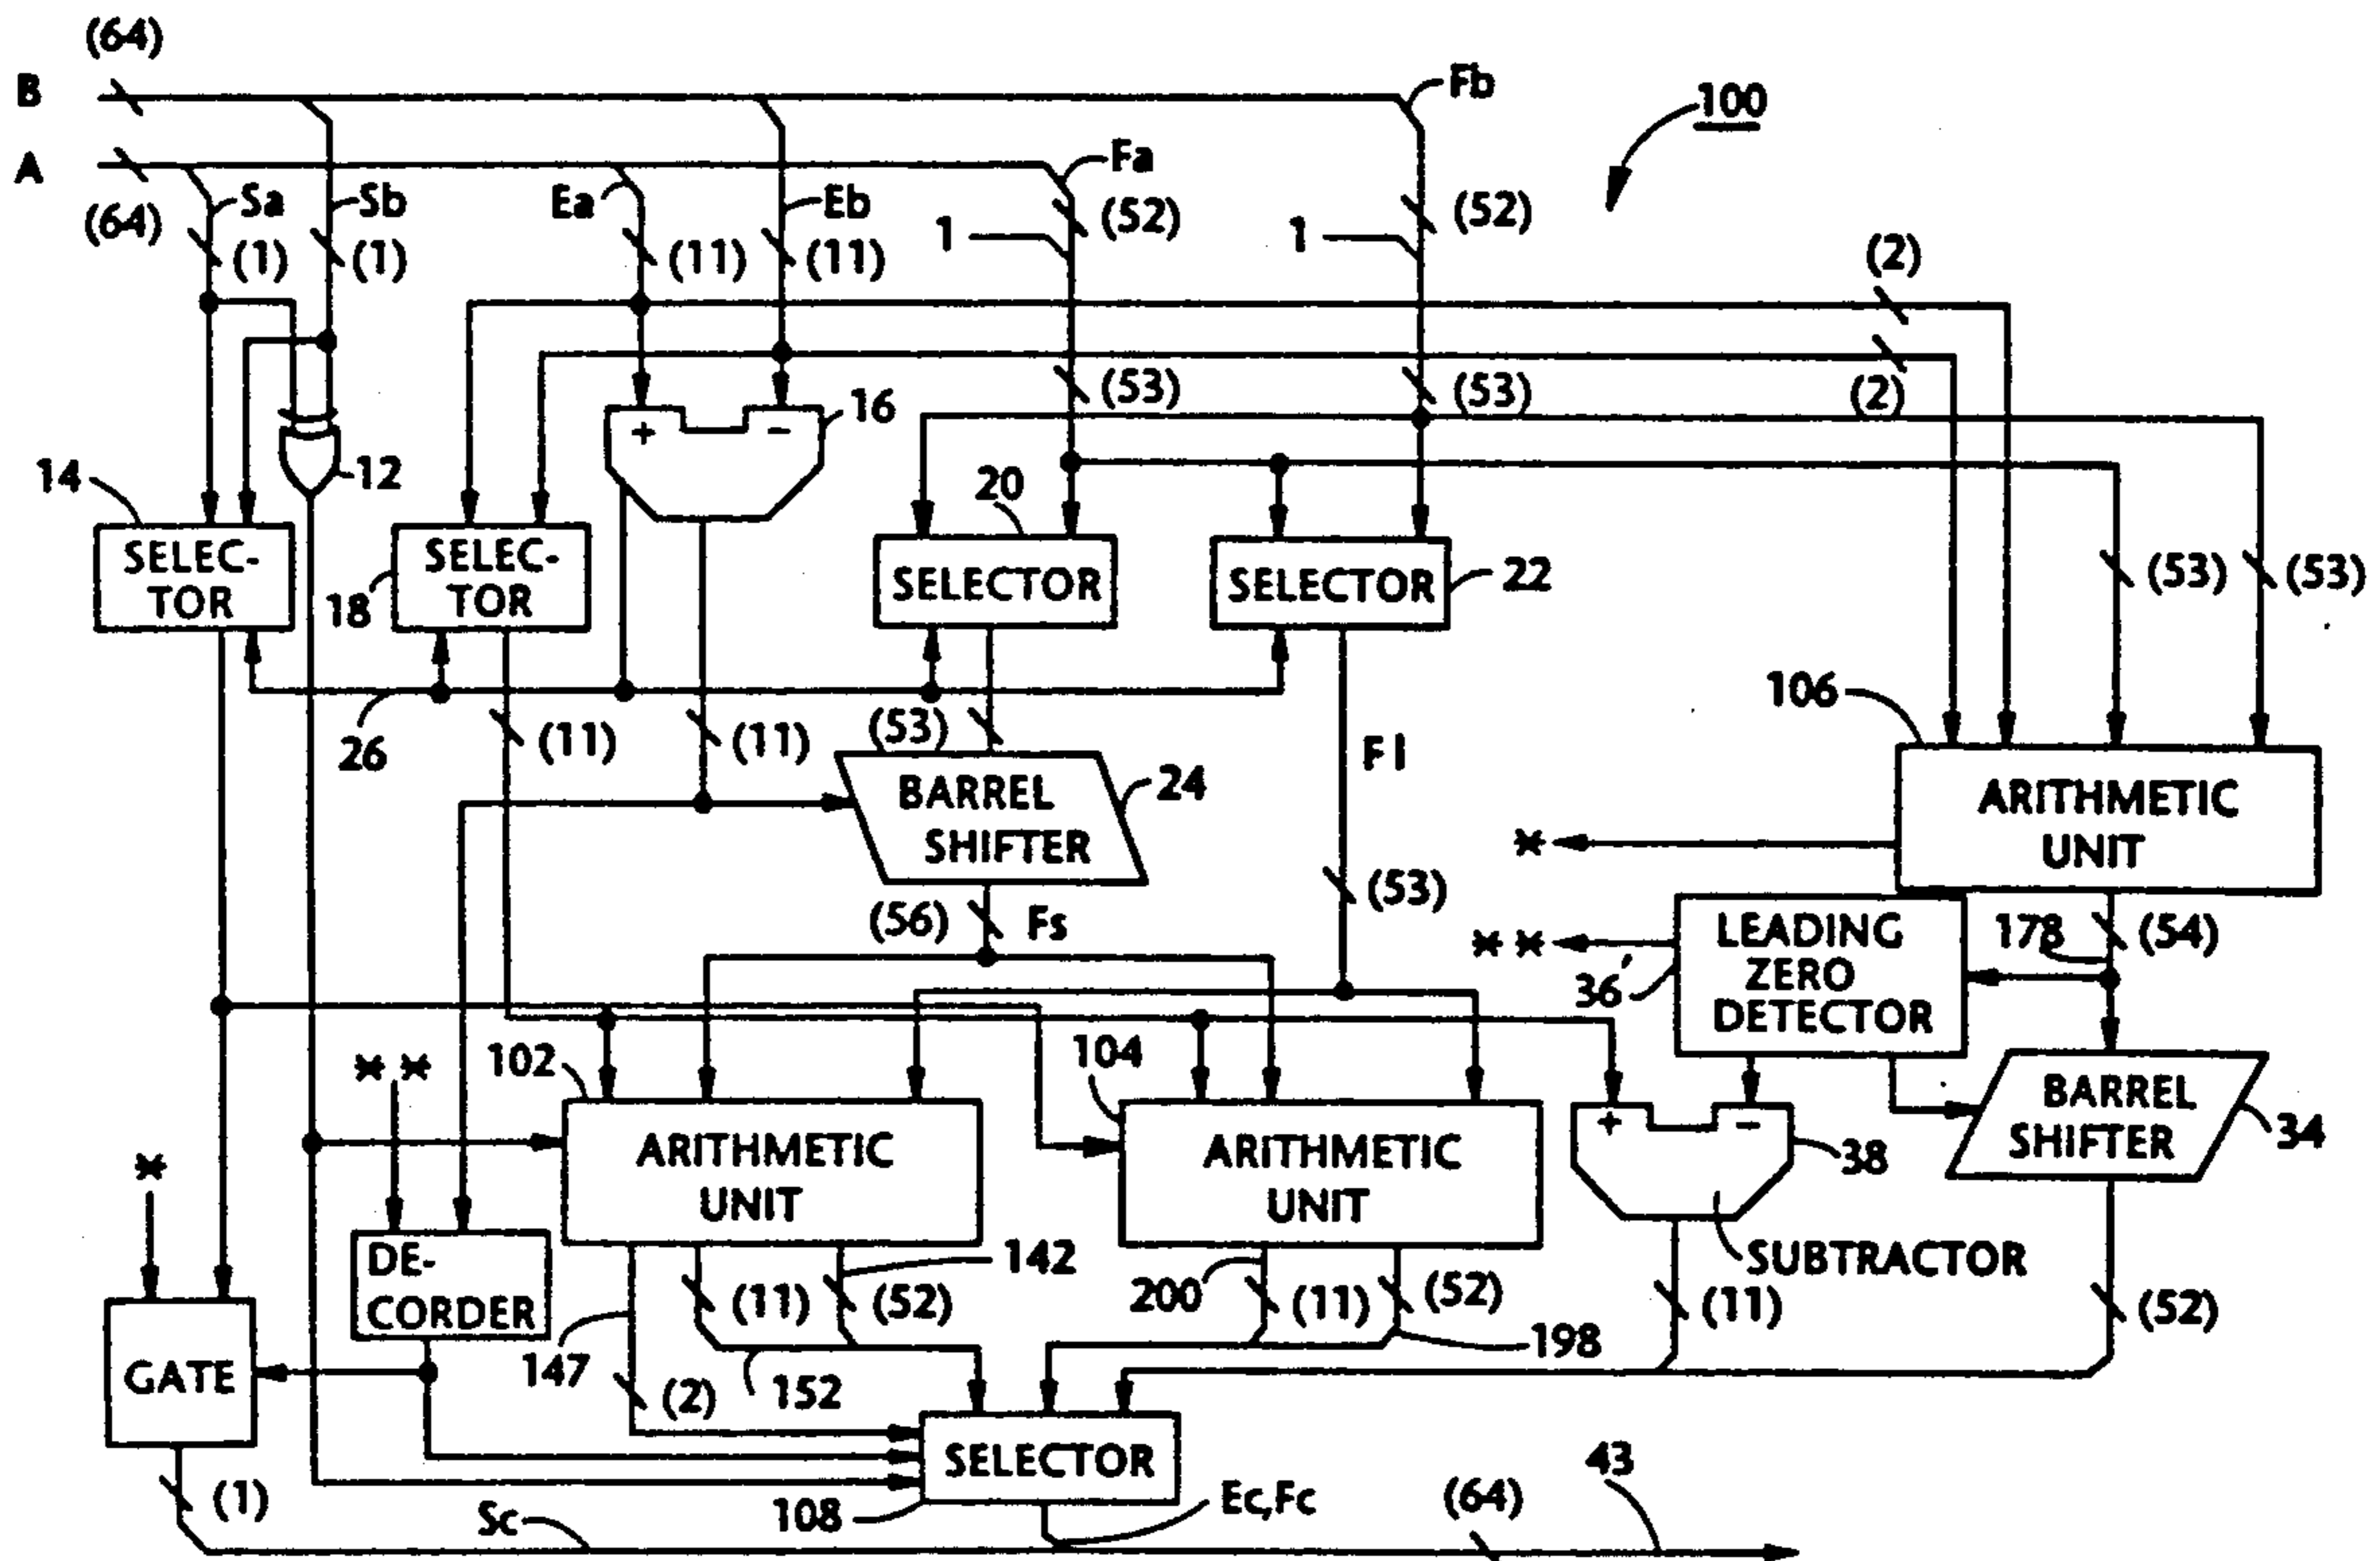 (64)
B
Fb
100
A
Fa
(64)
Sa
Sb
Ea
Eb
(52)
(52)
1
1
(1)
(1)
(11)
(11)
(2)
(2)
(53)
(53)
+
−
16
14
12
20
SELEC-
TOR
18
SELEC-
TOR
SELECTOR
SELECTOR
22
(53)
(53)
106
26
(11)
(11)
(53)
Fl
BARREL
SHIFTER
24
ARITHMETIC
UNIT
*
(53)
(56)
Fs
LEADING
ZERO
DETECTOR
178
(54)
**
36'
**
102
104
ARITHMETIC
UNIT
ARITHMETIC
UNIT
+
−
38
BARREL
SHIFTER
34
*
DE-
CORDER
142
SUBTRACTOR
(11)
(52)
200
(11)
(52)
(11)
(52)
GATE
147
(2)
152
198
SELECTOR
(1)
Sc
108
Ec,Fc
(64)
43